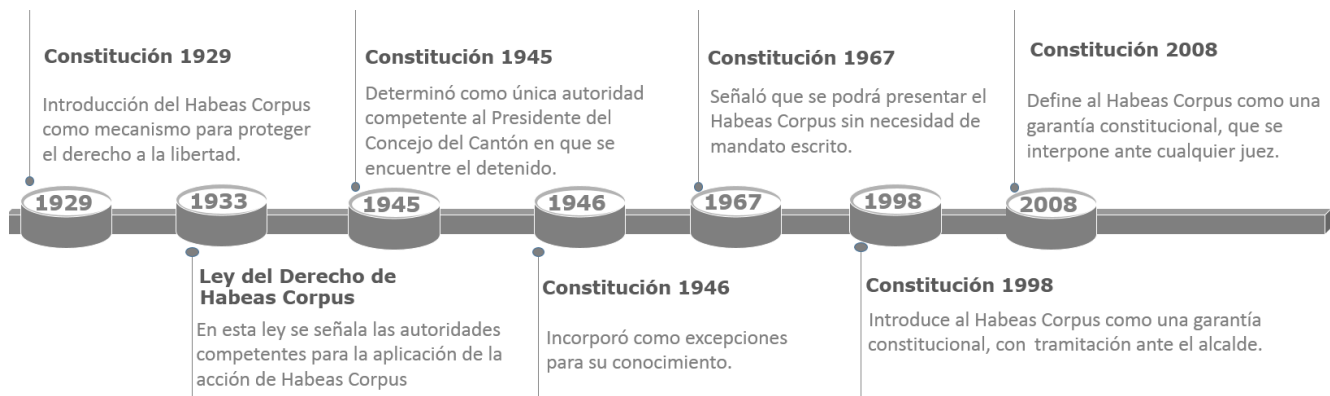 Constitución 1929
Introducción del Habeas Corpus
como mecanismo para proteger
el derecho a la libertad.
Constitución 1945
Determinó como única autoridad
competente al Presidente del
Concejo del Cantón en que se
encuentre el detenido.
Constitución 1967
Señaló que se podrá presentar el
Habeas Corpus sin necesidad de
mandato escrito.
Constitución 2008
Define al Habeas Corpus como una
garantía constitucional, que se
interpone ante cualquier juez.
1929
1933
1945
1946
1967
1998
2008
Ley del Derecho de
Habeas Corpus
En esta ley se señala las autoridades
competentes para la aplicación de la
acción de Habeas Corpus
Constitución 1946
Incorporó como excepciones
para su conocimiento.
Constitución 1998
Introduce al Habeas Corpus como una garantía
constitucional, con tramitación ante el alcalde.